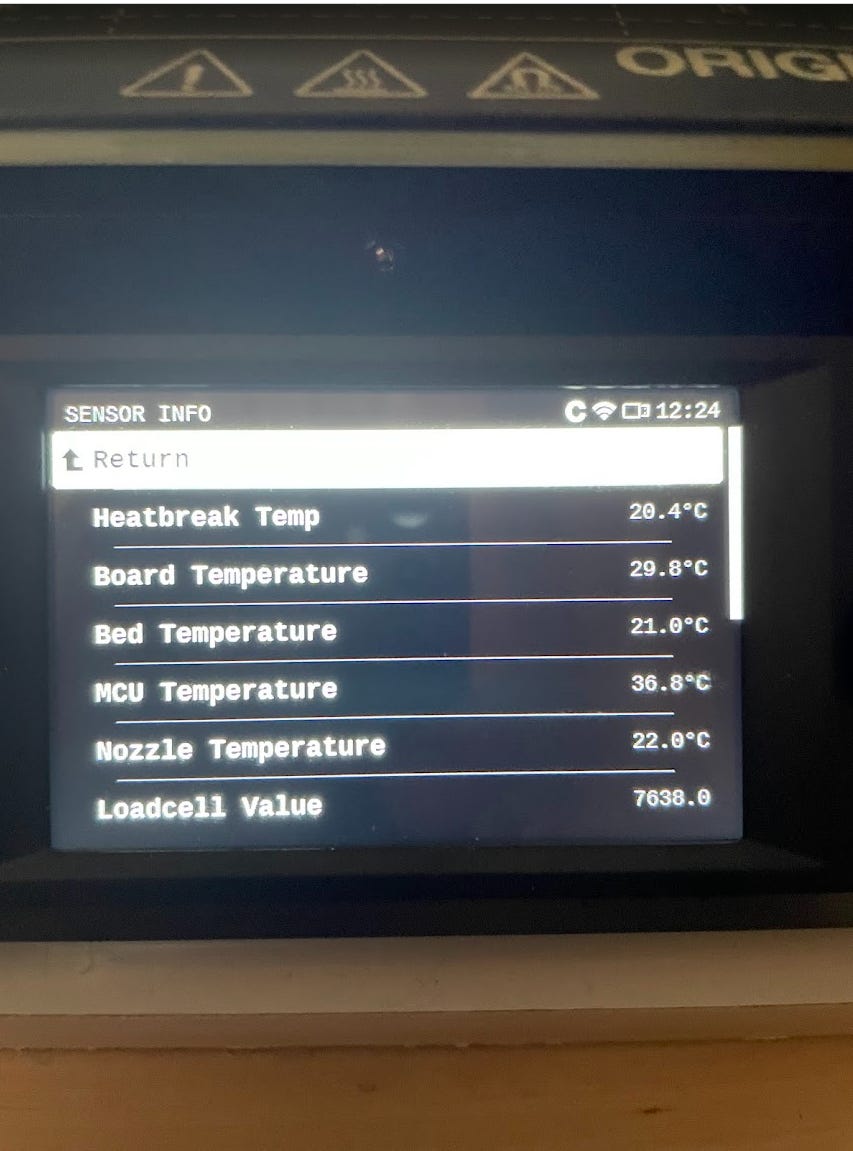 ORIGI
SENSOR INFO 12:24
Return
Heatbreak Temp 20.4°C
Board Temperature 29.8°C
Bed Temperature 21.0°C
MCU Temperature 36.8°C
Nozzle Temperature 22.0°C
Loadcell Value 7638.0